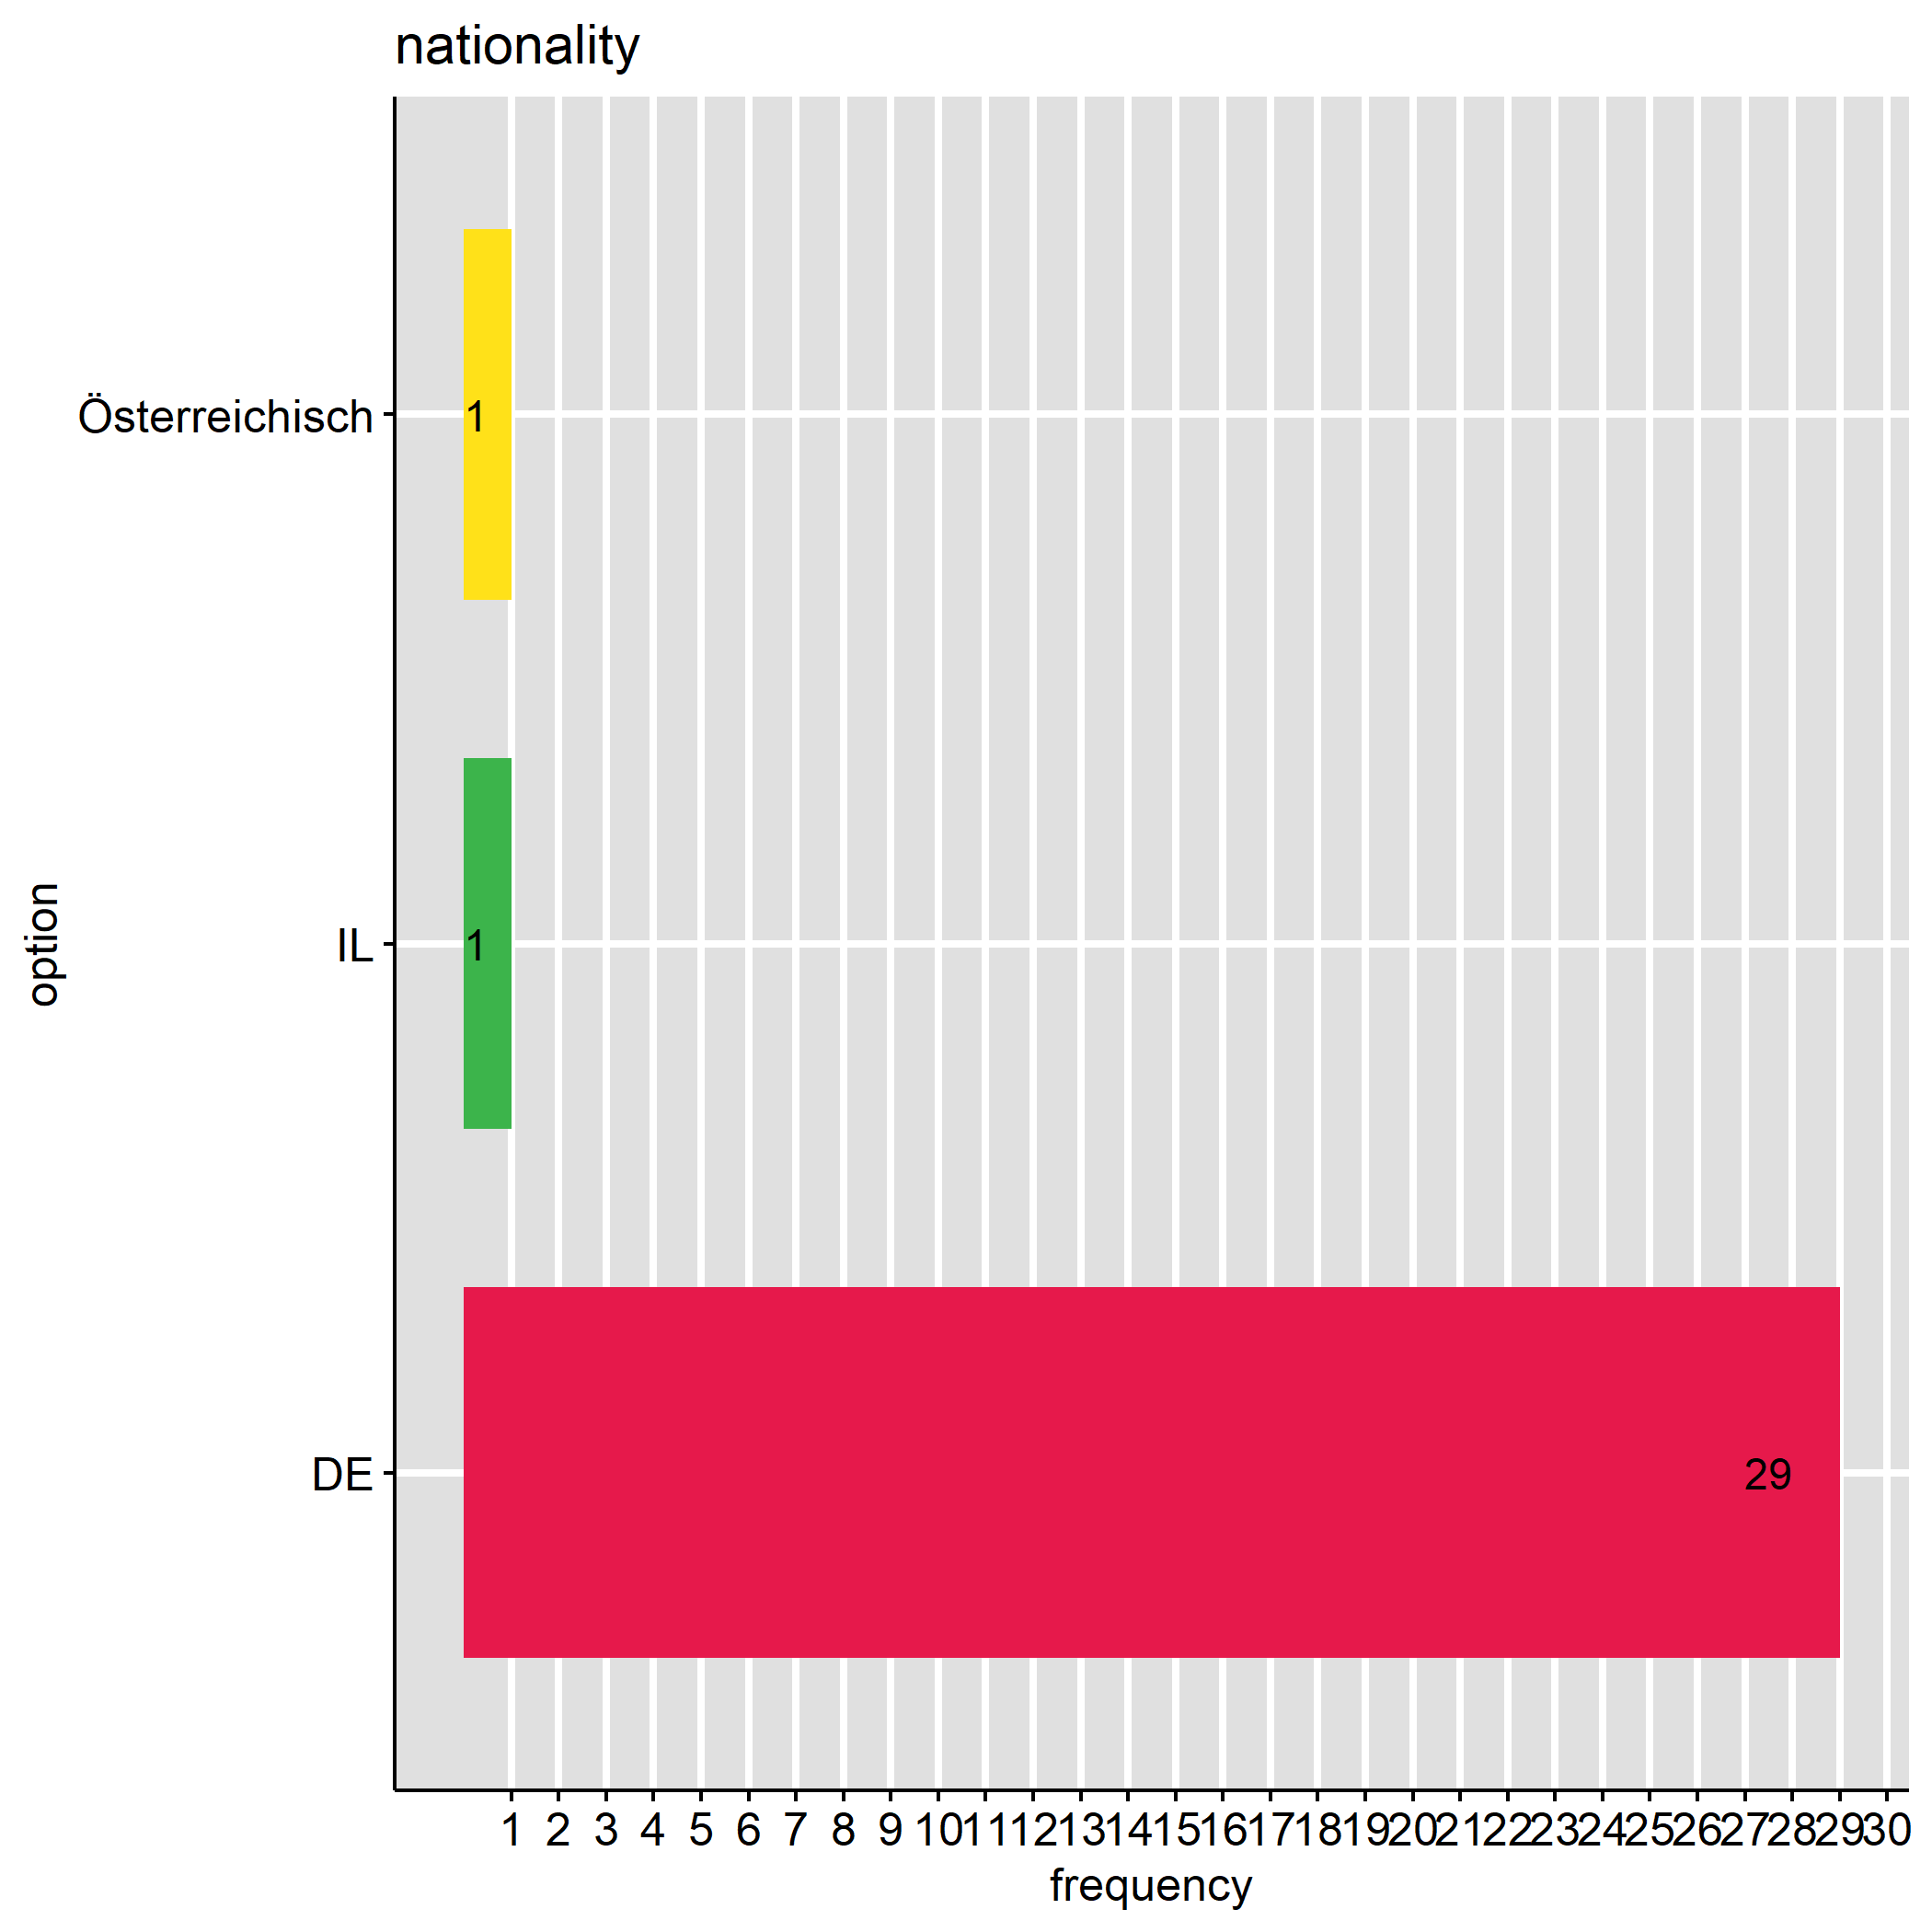 nationality
Österreichisch
1
option
IL
1
DE
29
1 2 3 4 5 6 7 8 9 10 11 12 13 14 15 16 17 18 19 20 21 22 23 24 25 26 27 28 29 30
frequency